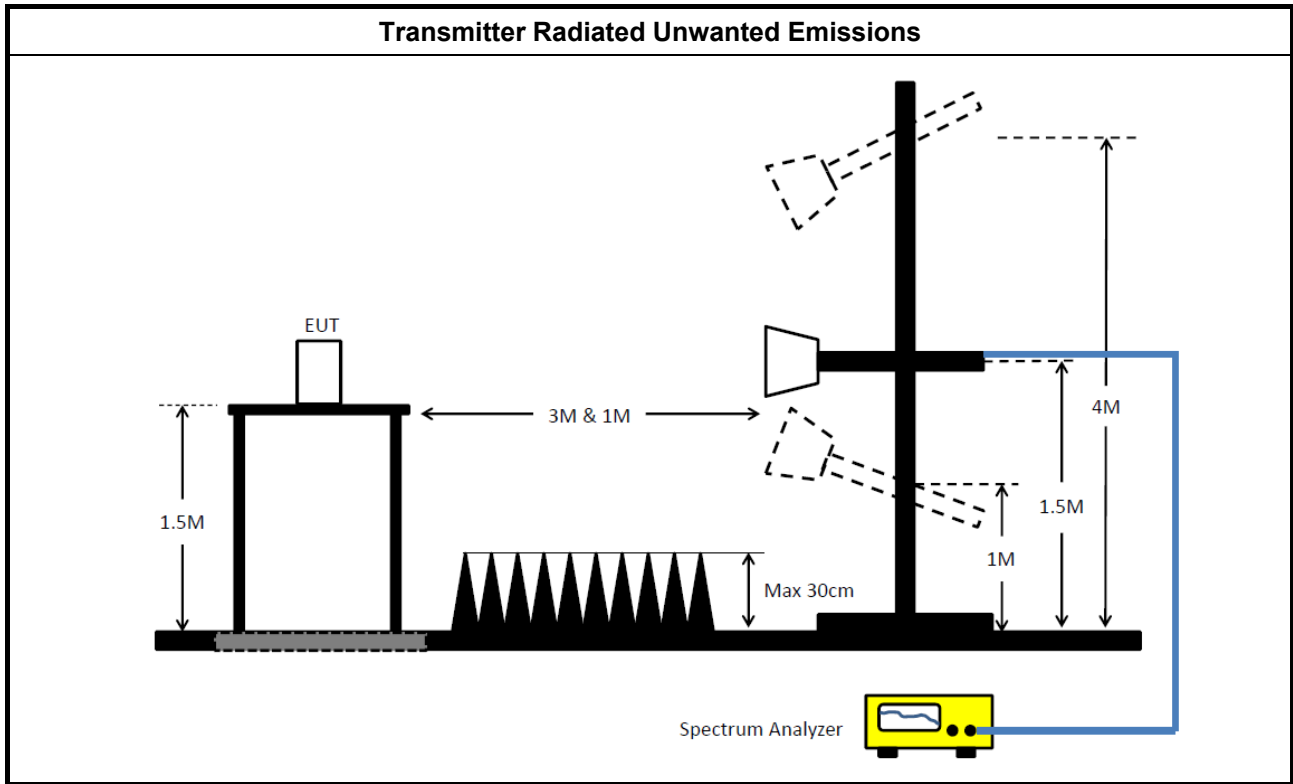 Transmitter Radiated Unwanted Emissions
EUT
3M & 1M
4M
1.5M
1.5M
1M
Max 30cm
Spectrum Analyzer